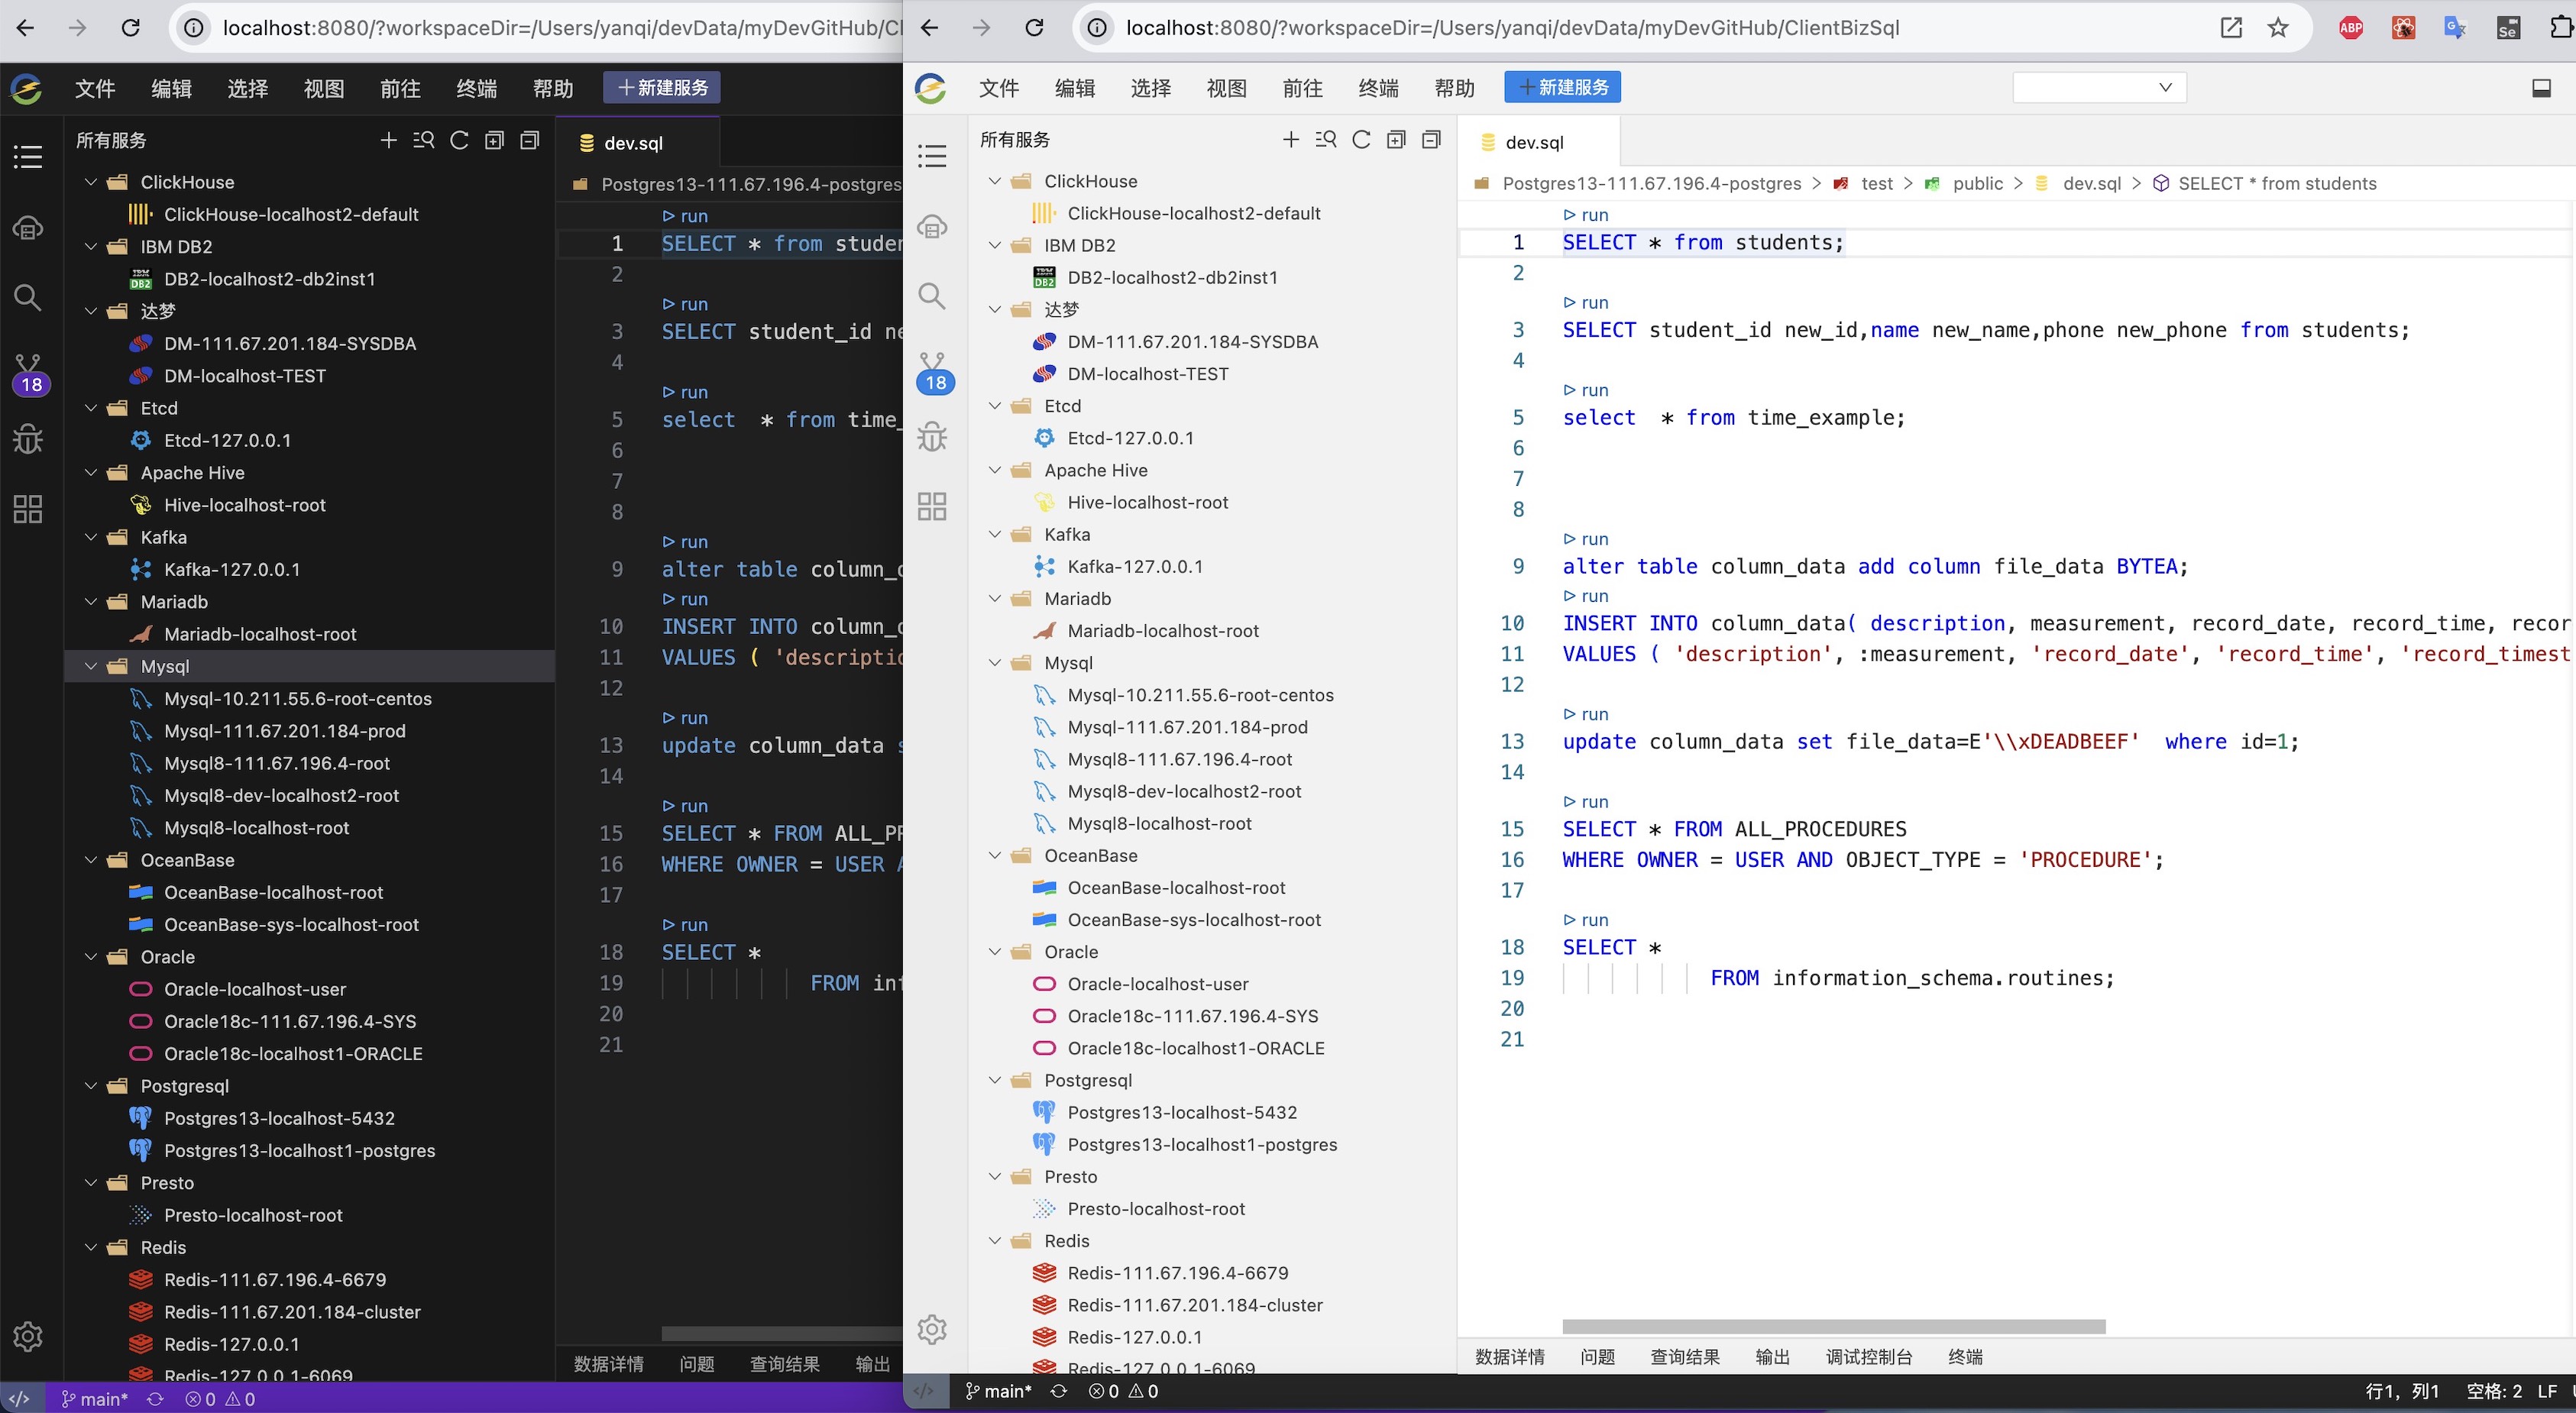 localhost:8080/?workspaceDir=/Users/yanqi/devData/myDevGitHub/Cl
文件 编辑 选择 视图 前往 终端 帮助 新建服务
所有服务
ClickHouse
ClickHouse-localhost2-default
IBM DB2
DB2-localhost2-db2inst1
达梦
DM-111.67.201.184-SYSDBA
DM-localhost-TEST
Etcd
Etcd-127.0.0.1
Apache Hive
Hive-localhost-root
Kafka
Kafka-127.0.0.1
Mariadb
Mariadb-localhost-root
Mysql
Mysql-10.211.55.6-root-centos
Mysql-111.67.201.184-prod
Mysql8-111.67.196.4-root
Mysql8-dev-localhost2-root
Mysql8-localhost-root
OceanBase
OceanBase-localhost-root
OceanBase-sys-localhost-root
Oracle
Oracle-localhost-user
Oracle18c-111.67.196.4-SYS
Oracle18c-localhost1-ORACLE
Postgresql
Postgres13-localhost-5432
Postgres13-localhost1-postgres
Presto
Presto-localhost-root
Redis
Redis-111.67.196.4-6679
Redis-111.67.201.184-cluster
Redis-127.0.0.1
Redis-127.0.0.1-6069
18
dev.sql
Postgres13-111.67.196.4-postgres
run
1 SELECT * from studen
2
run
3 SELECT student_id ne
4
run
5 select * from time_
6
7
8
run
9 alter table column_d
run
10 INSERT INTO column_d
11 VALUES ( 'descriptio
12
run
13 update column_data s
14
run
15 SELECT * FROM ALL_PR
16 WHERE OWNER = USER A
17
run
18 SELECT *
19 FROM inf
20
21
数据详情 问题 查询结果 输出
main* 0 0
localhost:8080/?workspaceDir=/Users/yanqi/devData/myDevGitHub/ClientBizSql
ABP Se
文件 编辑 选择 视图 前往 终端 帮助 新建服务
所有服务
ClickHouse
ClickHouse-localhost2-default
IBM DB2
DB2-localhost2-db2inst1
达梦
DM-111.67.201.184-SYSDBA
DM-localhost-TEST
Etcd
Etcd-127.0.0.1
Apache Hive
Hive-localhost-root
Kafka
Kafka-127.0.0.1
Mariadb
Mariadb-localhost-root
Mysql
Mysql-10.211.55.6-root-centos
Mysql-111.67.201.184-prod
Mysql8-111.67.196.4-root
Mysql8-dev-localhost2-root
Mysql8-localhost-root
OceanBase
OceanBase-localhost-root
OceanBase-sys-localhost-root
Oracle
Oracle-localhost-user
Oracle18c-111.67.196.4-SYS
Oracle18c-localhost1-ORACLE
Postgresql
Postgres13-localhost-5432
Postgres13-localhost1-postgres
Presto
Presto-localhost-root
Redis
Redis-111.67.196.4-6679
Redis-111.67.201.184-cluster
Redis-127.0.0.1
Redis-127.0.0.1-6069
18
dev.sql
Postgres13-111.67.196.4-postgres > test > public > dev.sql > SELECT * from students
run
1 SELECT * from students;
2
run
3 SELECT student_id new_id,name new_name,phone new_phone from students;
4
run
5 select * from time_example;
6
7
8
run
9 alter table column_data add column file_data BYTEA;
run
10 INSERT INTO column_data( description, measurement, record_date, record_time, recor
11 VALUES ( 'description', :measurement, 'record_date', 'record_time', 'record_timest
12
run
13 update column_data set file_data=E'\\xDEADBEEF' where id=1;
14
run
15 SELECT * FROM ALL_PROCEDURES
16 WHERE OWNER = USER AND OBJECT_TYPE = 'PROCEDURE';
17
run
18 SELECT *
19 FROM information_schema.routines;
20
21
数据详情 问题 查询结果 输出 调试控制台 终端
main* 0 0 行1，列1 空格: 2 LF